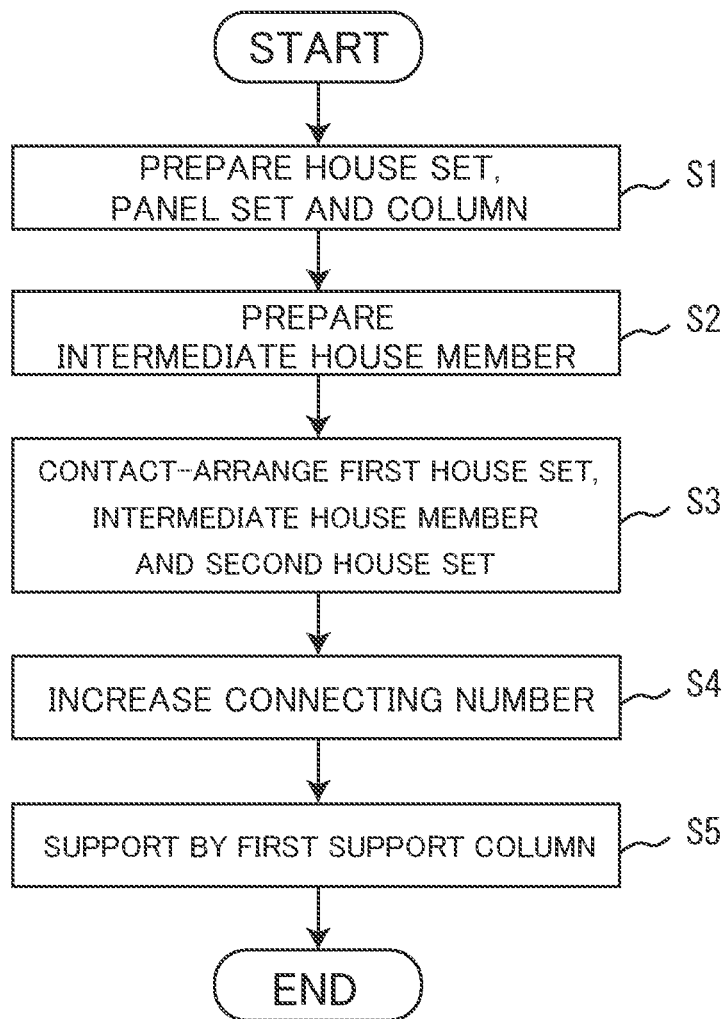 START
PREPARE HOUSE SET,
PANEL SET AND COLUMN
S1
PREPARE
INTERMEDIATE HOUSE MEMBER
S2
CONTACT-ARRANGE FIRST HOUSE SET,
INTERMEDIATE HOUSE MEMBER
AND SECOND HOUSE SET
S3
INCREASE CONNECTING NUMBER
S4
SUPPORT BY FIRST SUPPORT COLUMN
S5
END